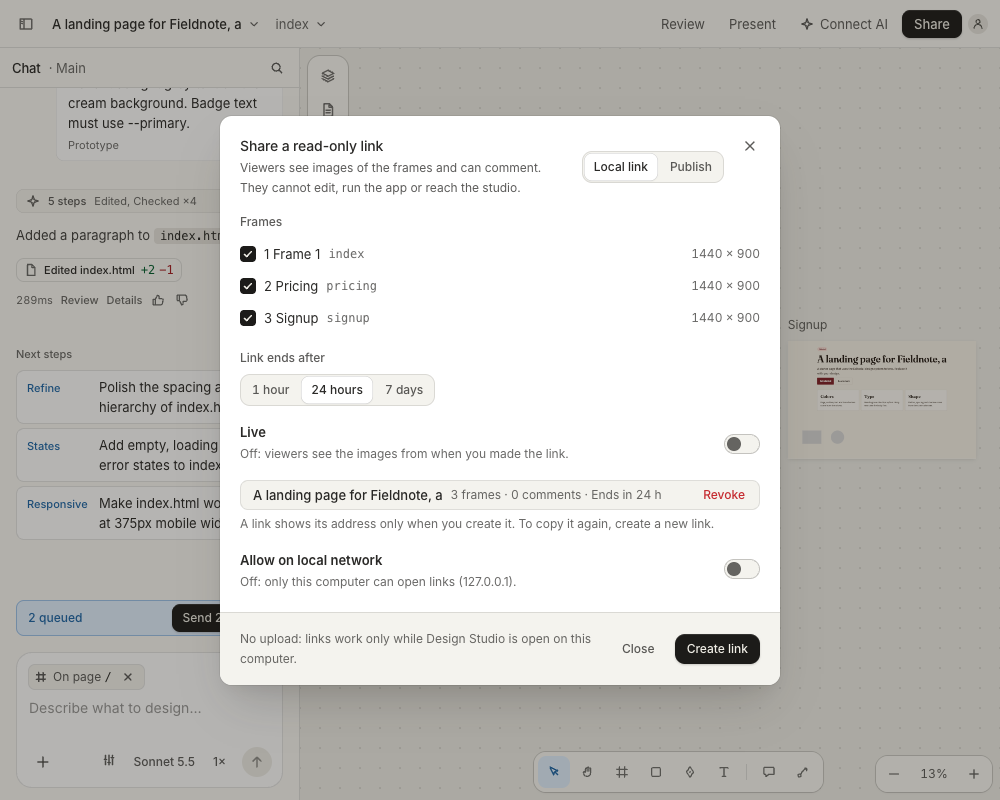 A landing page for Fieldnote, a
index
Review
Present
Connect AI
Share
Chat · Main
cream background. Badge text
must use --primary.
Prototype
5 steps Edited, Checked ×4
Added a paragraph to
Edited index.html +2 −1
289ms Review Details
Next steps
Refine
Polish the spacing
hierarchy of
States
Add empty, loading
error states to
Responsive
Make index.html
at 375px mobile
2 queued
Send
On page /
Describe what to design...
Sonnet 5.5 1×
Share a read-only link
Viewers see images of the frames and can comment.
They cannot edit, run the app or reach the studio.
Local link
Publish
Frames
1 Frame 1 index 1440 × 900
2 Pricing pricing 1440 × 900
3 Signup signup 1440 × 900
Link ends after
1 hour 24 hours 7 days
Live
Off: viewers see the images from when you made the link.
A landing page for Fieldnote, a 3 frames · 0 comments · Ends in 24 h Revoke
A link shows its address only when you create it. To copy it again, create a new link.
Allow on local network
Off: only this computer can open links (127.0.0.1).
No upload: links work only while Design Studio is open on this
computer.
Close
Create link
Signup
A landing page for Fieldnote, a
Colors Type Shape
13%